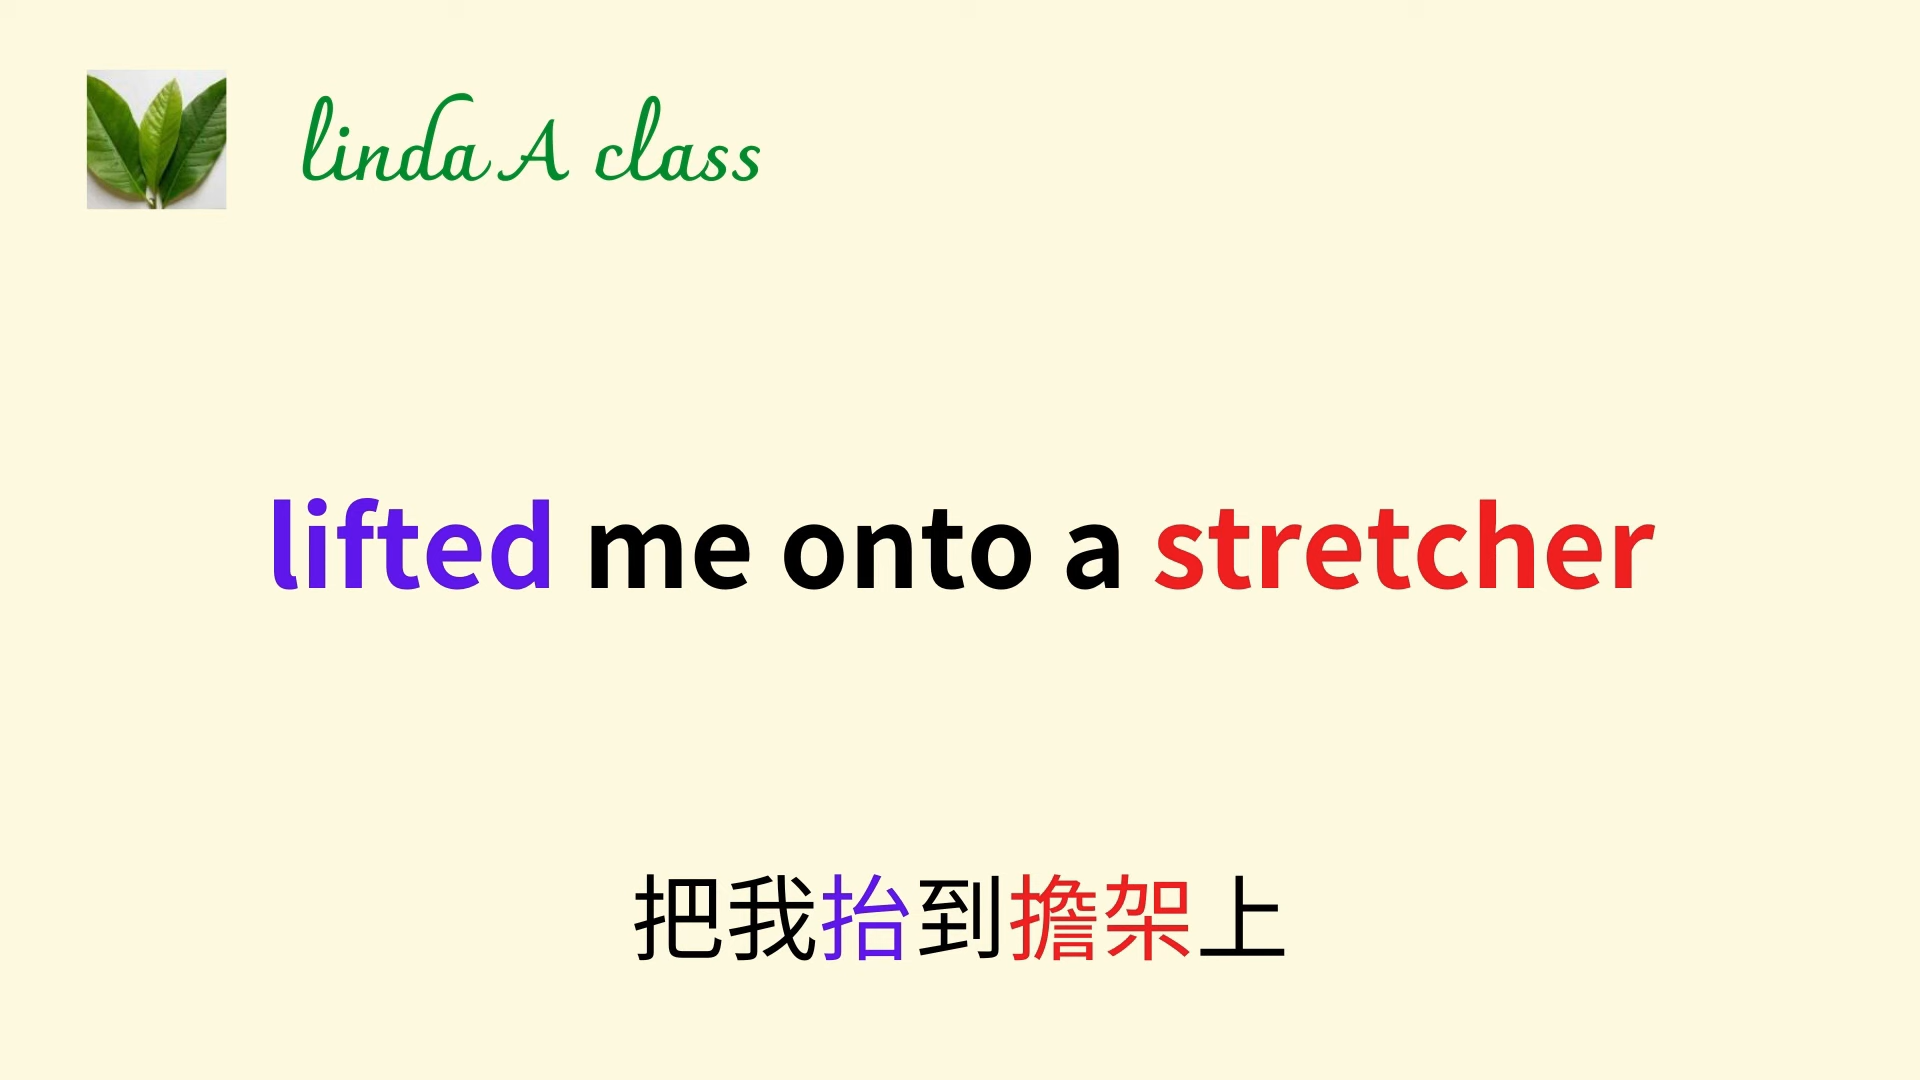 linda A class
lifted me onto a stretcher
把我抬到擔架上